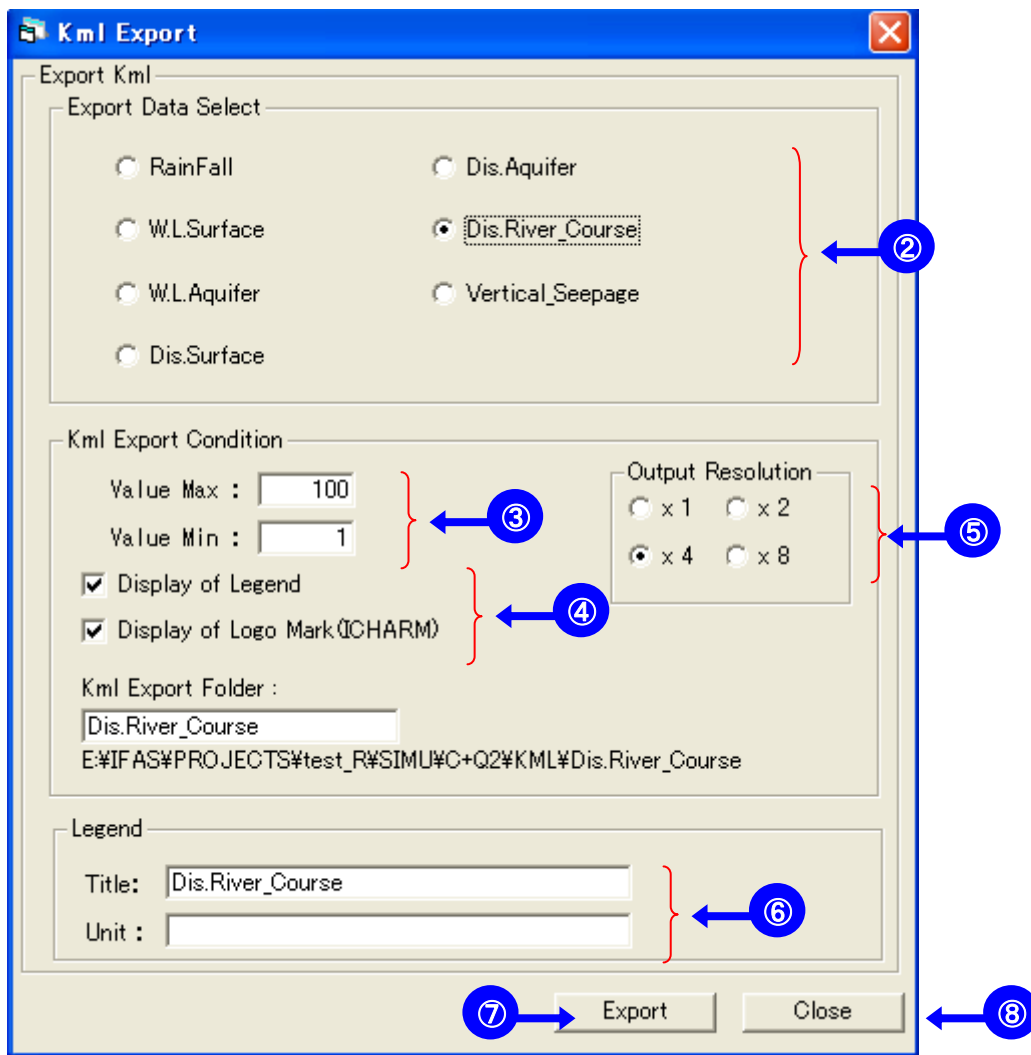 Kml Export
Export Kml
Export Data Select
RainFall
Dis.Aquifer
W.L.Surface
Dis.River_Course
②
W.L.Aquifer
Vertical_Seepage
Dis.Surface
Kml Export Condition
Value Max : 100
Output Resolution
x 1 x 2
③
⑤
Value Min : 1
x 4 x 8
Display of Legend
④
Display of Logo Mark(ICHARM)
Kml Export Folder :
Dis.River_Course
E:¥IFAS¥PROJECTS¥test_R¥SIMU¥C+Q2¥KML¥Dis.River_Course
Legend
Title: Dis.River_Course
⑥
Unit :
⑦ Export Close ⑧